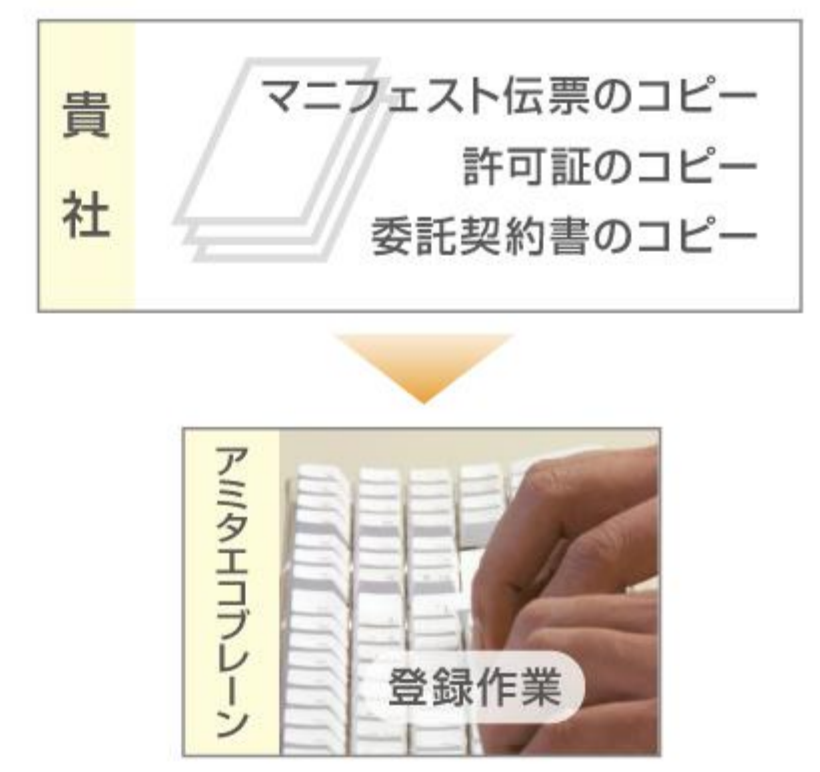 貴社
マニフェスト伝票のコピー
許可証のコピー
委託契約書のコピー
アミタエコブレーン
登録作業